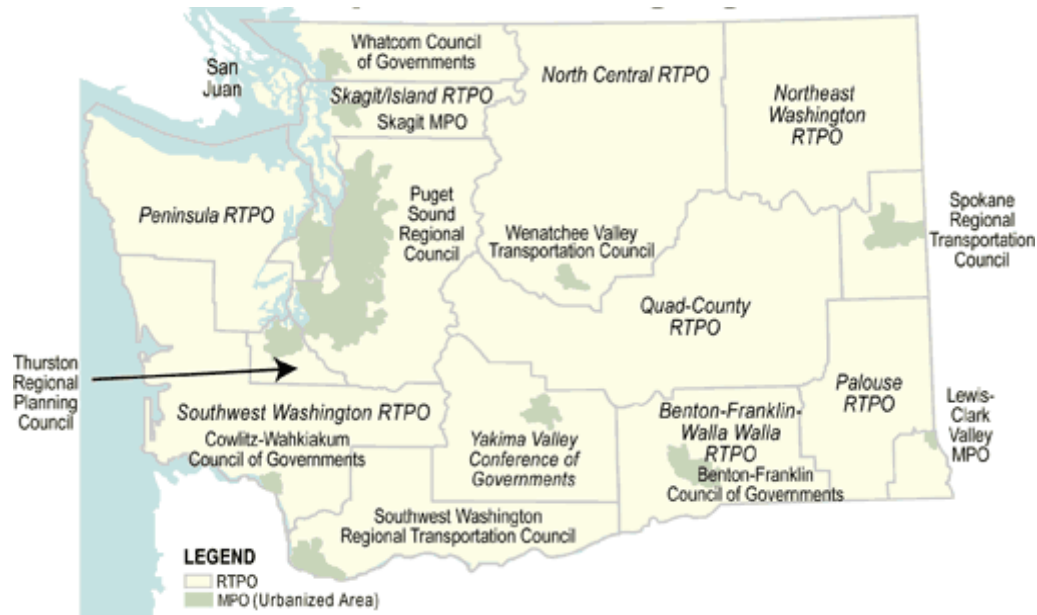 Whatcom Council
of Governments
San
Juan
North Central RTPO
Skagit/Island RTPO
Skagit MPO
Northeast
Washington
RTPO
Peninsula RTPO
Puget
Sound
Regional
Council
Wenatchee Valley
Transportation Council
Spokane
Regional
Transportation
Council
Quad-County
RTPO
Thurston
Regional
Planning
Council
Southwest Washington RTPO
Cowlitz-Wahkiakum
Council of Governments
Yakima Valley
Conference of
Governments
Benton-Franklin-
Walla Walla
RTPO
Benton-Franklin
Council of Governments
Palouse
RTPO
Lewis-
Clark
Valley
MPO
Southwest Washington
Regional Transportation Council
LEGEND
RTPO
MPO (Urbanized Area)